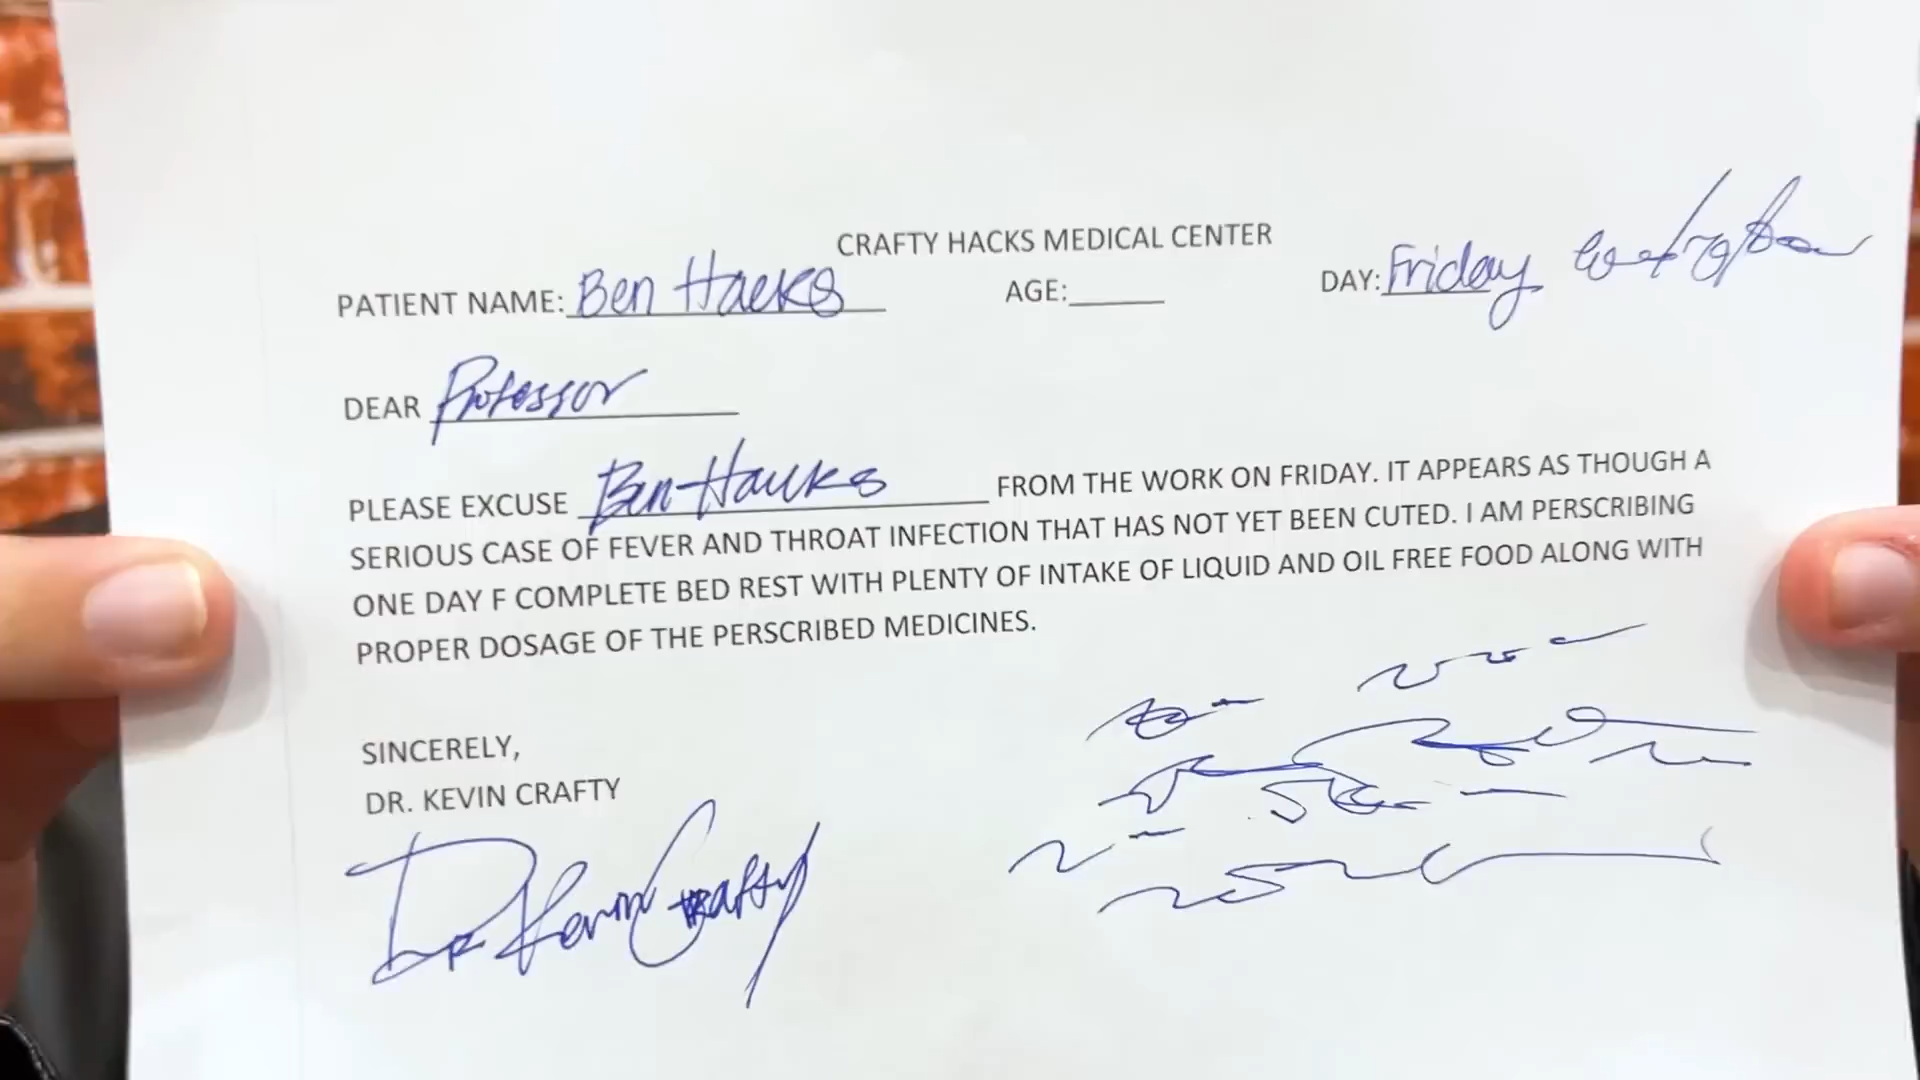 CRAFTY HACKS MEDICAL CENTER
PATIENT NAME: Ben Hacks AGE: DAY: Friday
DEAR Professor
PLEASE EXCUSE Ben Hacks FROM THE WORK ON FRIDAY. IT APPEARS AS THOUGH A
SERIOUS CASE OF FEVER AND THROAT INFECTION THAT HAS NOT YET BEEN CUTED. I AM PERSCRIBING
ONE DAY F COMPLETE BED REST WITH PLENTY OF INTAKE OF LIQUID AND OIL FREE FOOD ALONG WITH
PROPER DOSAGE OF THE PERSCRIBED MEDICINES.
SINCERELY,
DR. KEVIN CRAFTY
Dr Kevin Crafty